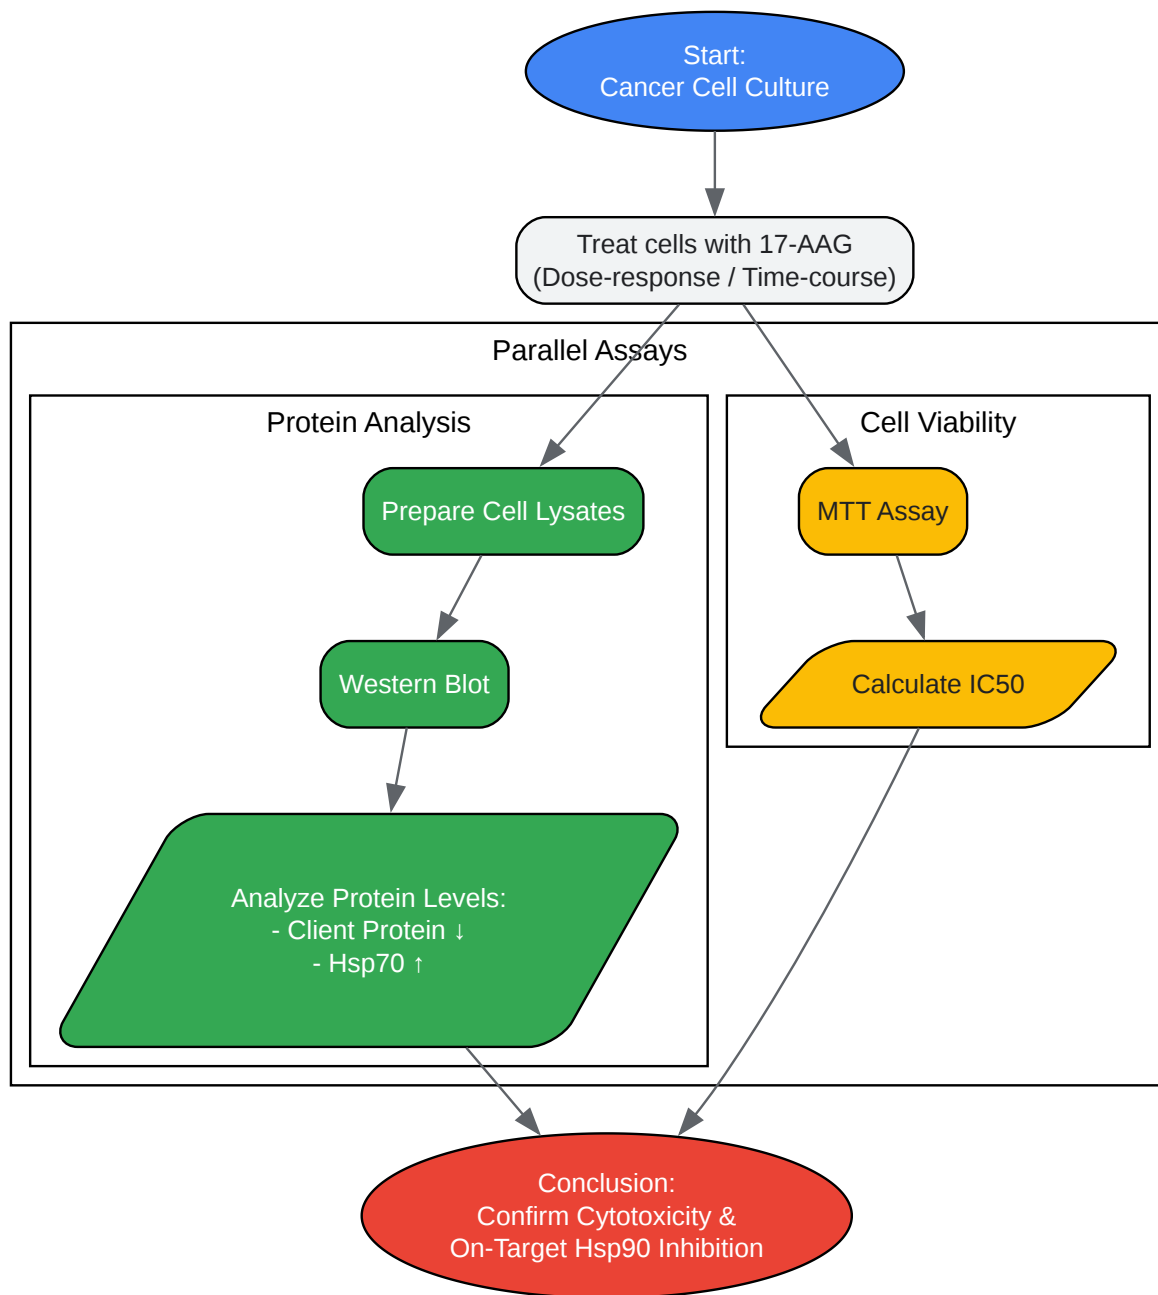 Start:
Cancer Cell Culture
Treat cells with 17-AAG
(Dose-response / Time-course)
Parallel Assays
Protein Analysis
Prepare Cell Lysates
Western Blot
Analyze Protein Levels:
- Client Protein ↓
- Hsp70 ↑
Cell Viability
MTT Assay
Calculate IC50
Conclusion:
Confirm Cytotoxicity &
On-Target Hsp90 Inhibition